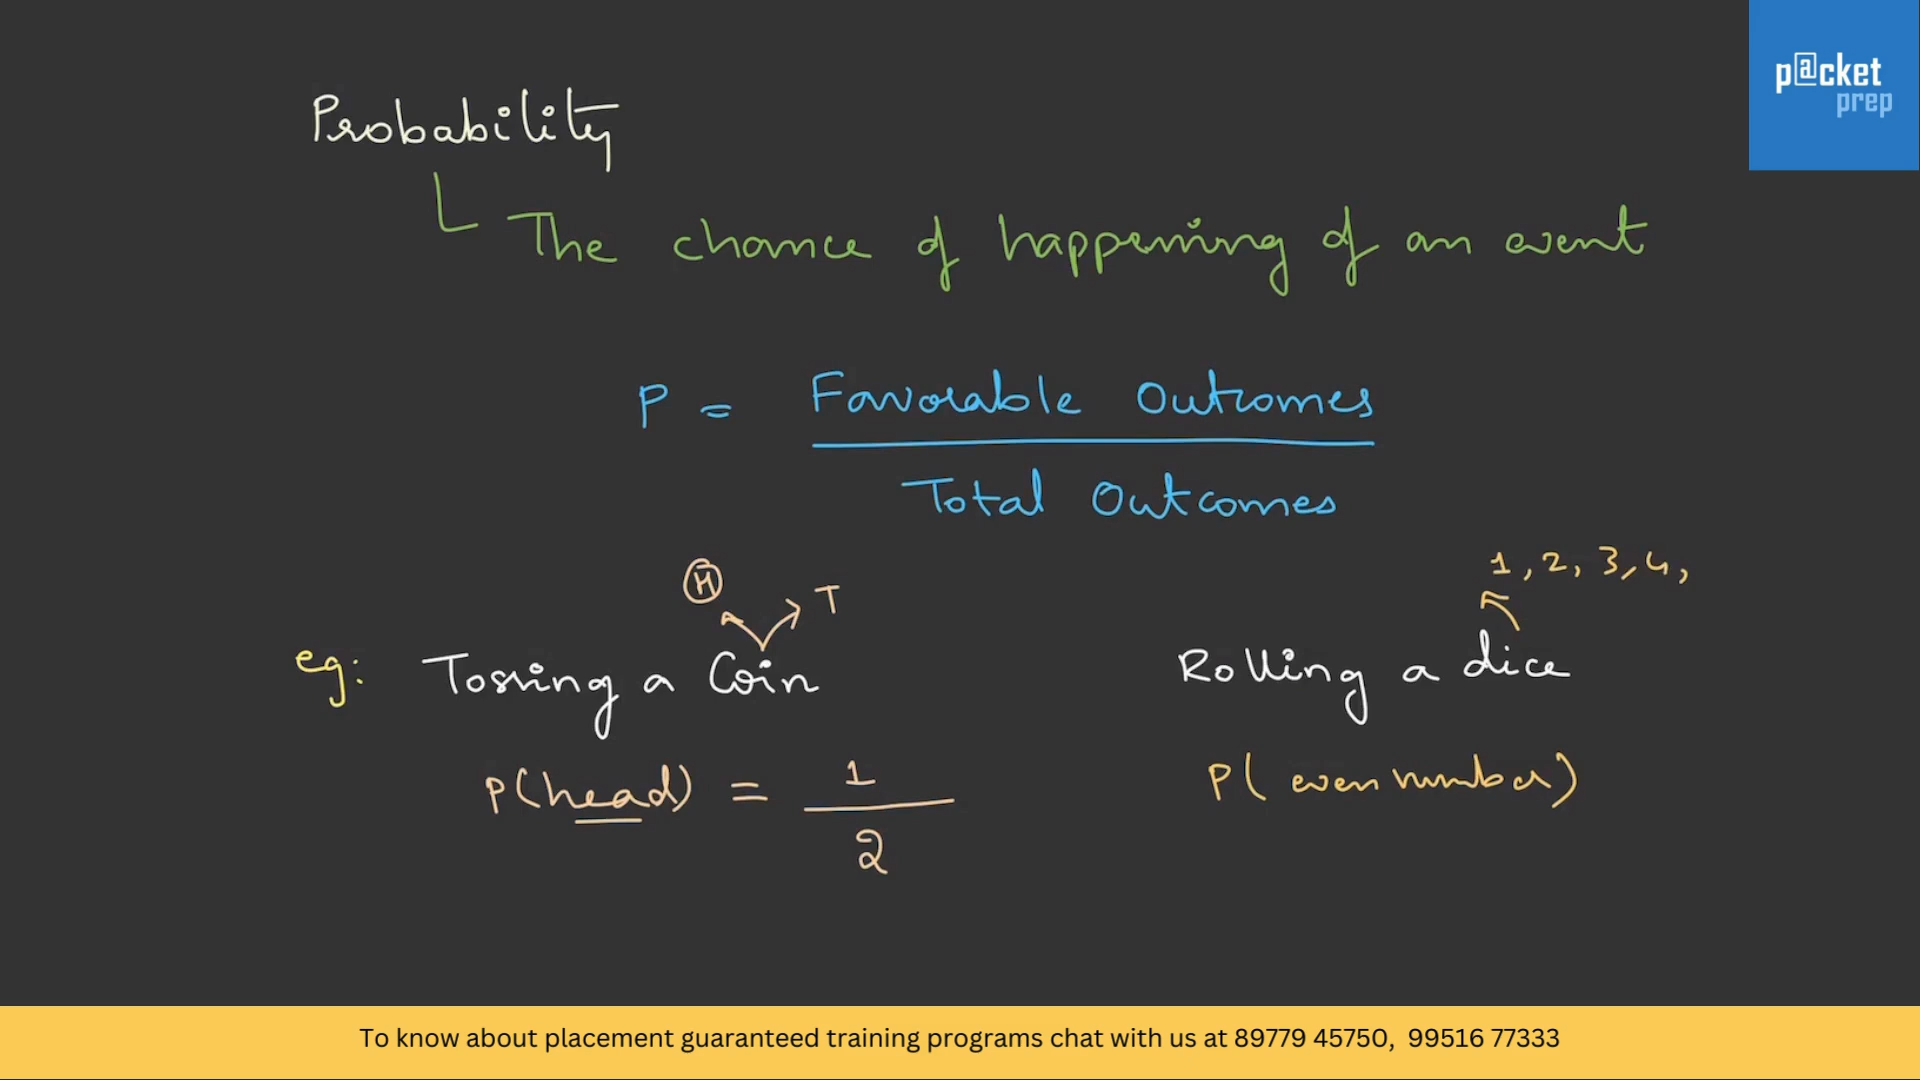 p@cket
prep
Probability
The chance of happening of an event
P = Favorable Outcomes
Total Outcomes
H T
1, 2, 3, 4,
eg: Tossing a Coin
Rolling a dice
P(head) = 1
2
P(even number)
To know about placement guaranteed training programs chat with us at 89779 45750, 99516 77333